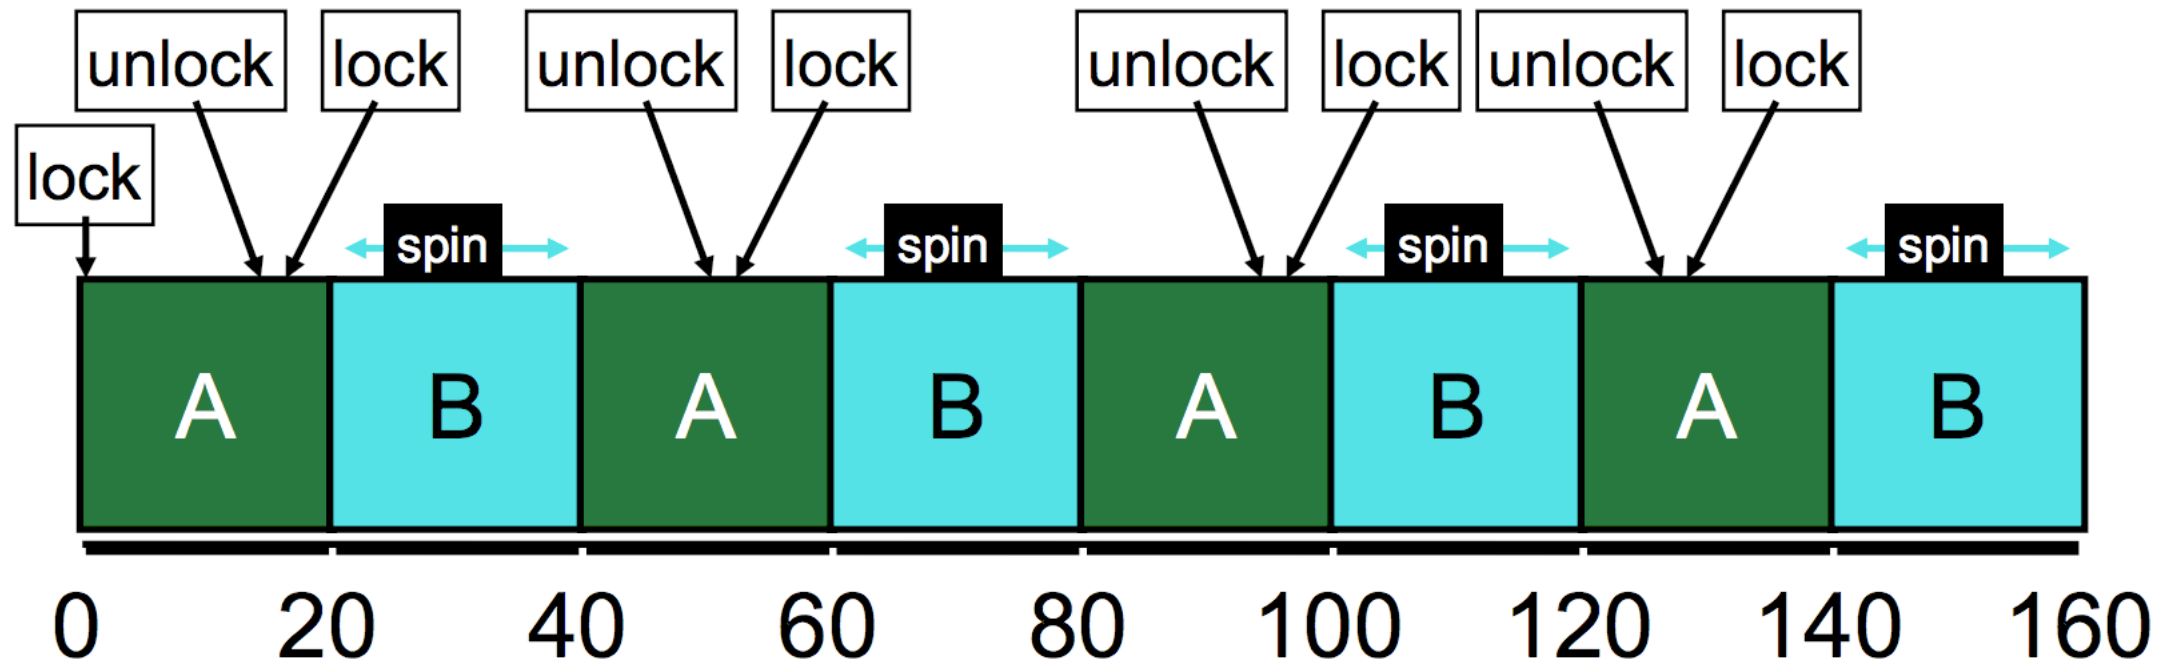 unlock lock unlock lock unlock lock unlock lock
lock
spin spin spin spin
A B A B A B A B
0 20 40 60 80 100 120 140 160